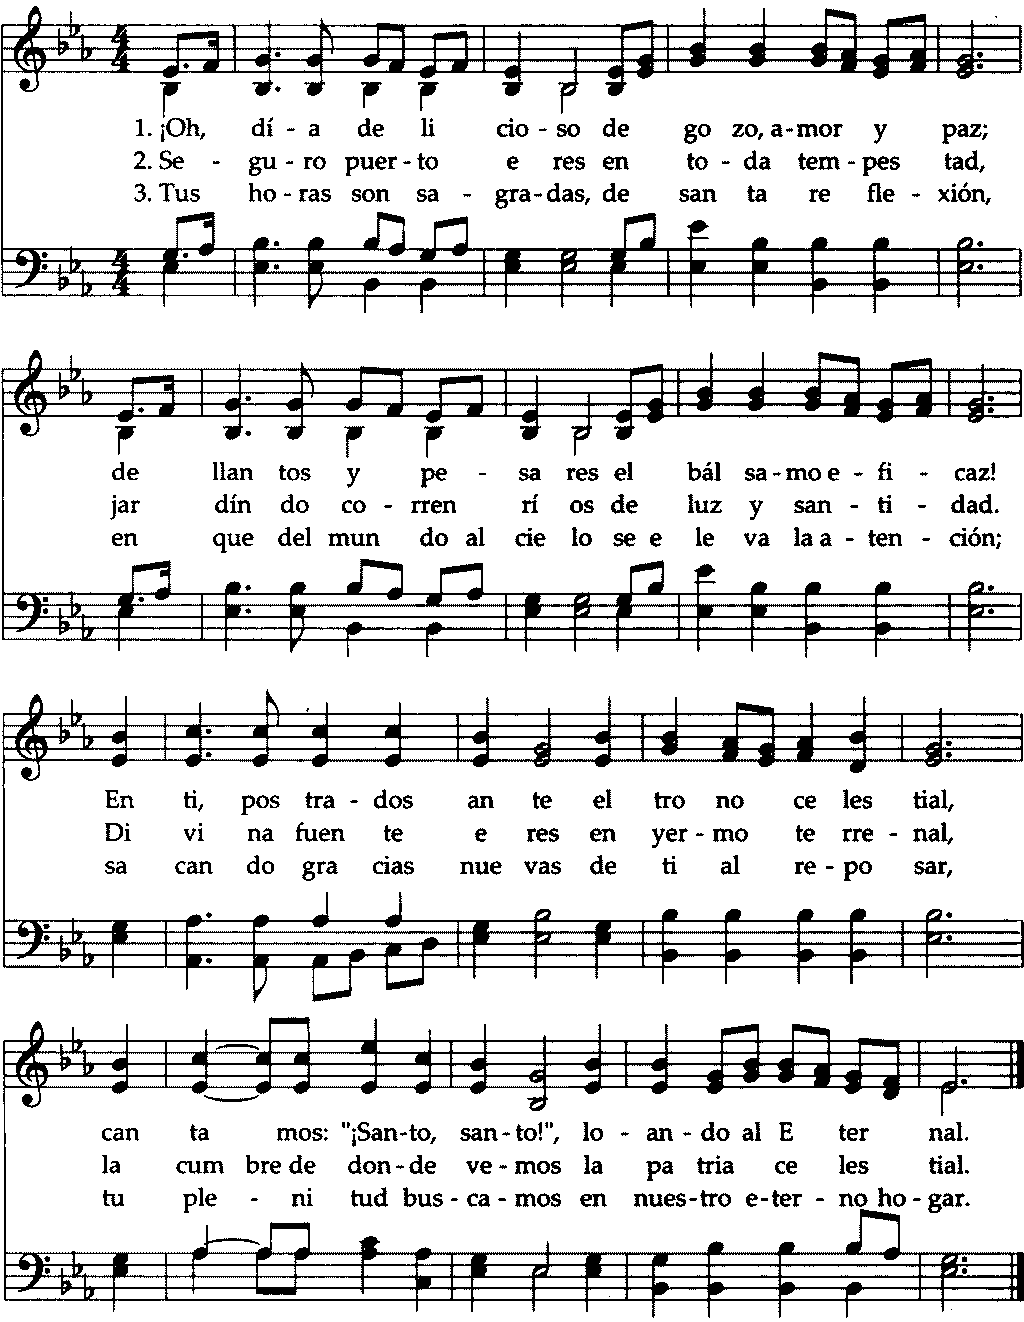 1. ¡Oh, dí - a de li cio - so de go zo, a - mor y paz;
2. Se - gu - ro puer - to e res en to - da tem - pes tad,
3. Tus ho - ras son sa - gra - das, de san ta re fle - xión,
de llan tos y pe - sa res el bál sa - mo e - fi - caz!
jar dín do co - rren rí os de luz y san - ti - dad.
en que del mun do al cie lo se e le va la a - ten - ción;
En ti, pos tra - dos an te el tro no ce les tial,
Di vi na fuen te e res en yer - mo te rre - nal,
sa can do gra cias nue vas de ti al re - po sar,
can ta mos: "¡San - to, san - to!", lo - an - do al E ter nal.
la cum bre de don - de ve - mos la pa tria ce les tial.
tu ple - ni tud bus - ca - mos en nues - tro e - ter - no ho - gar.